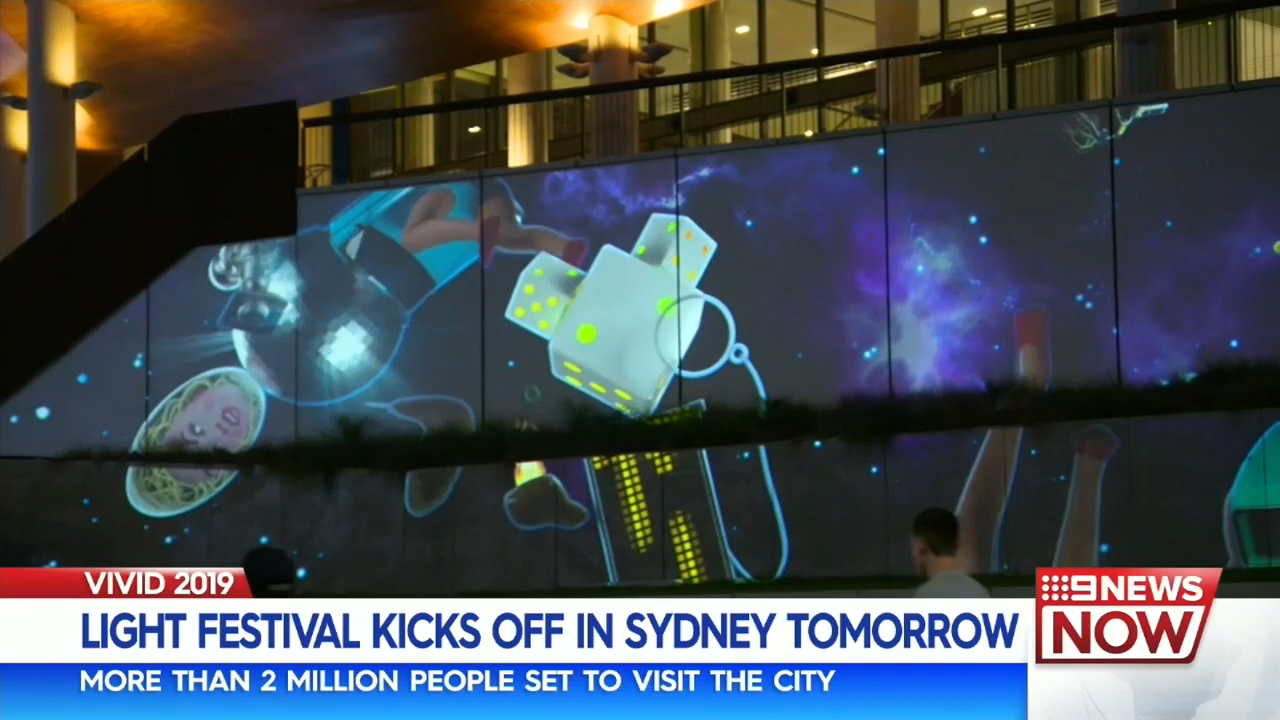 VIVID 2019
LIGHT FESTIVAL KICKS OFF IN SYDNEY TOMORROW
MORE THAN 2 MILLION PEOPLE SET TO VISIT THE CITY
9NEWS
NOW